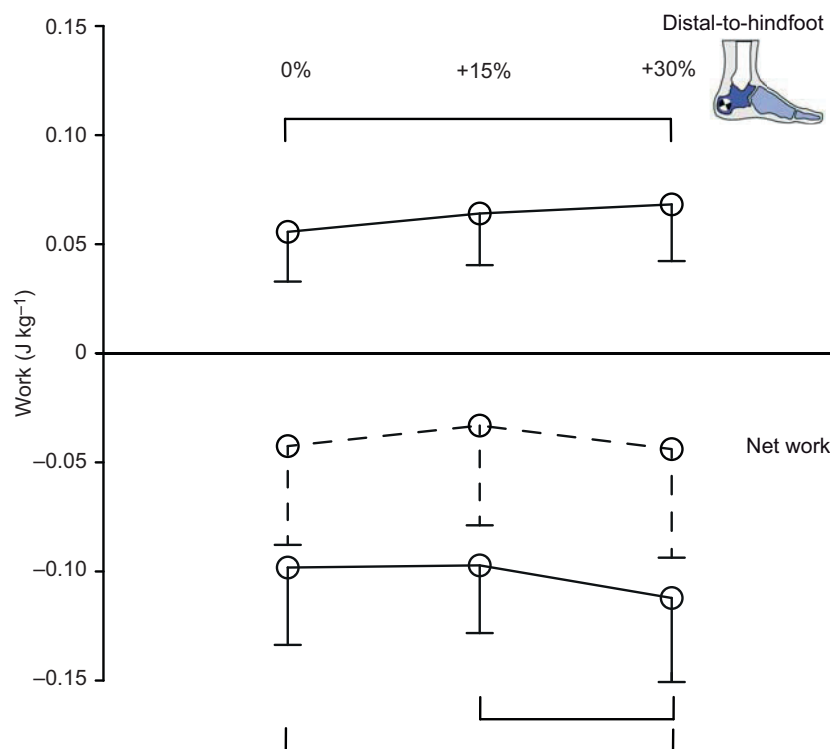 0.15
Distal-to-hindfoot
0% +15% +30%
0.10
0.05
Work (J kg⁻¹)
0
–0.05
Net work
–0.10
–0.15